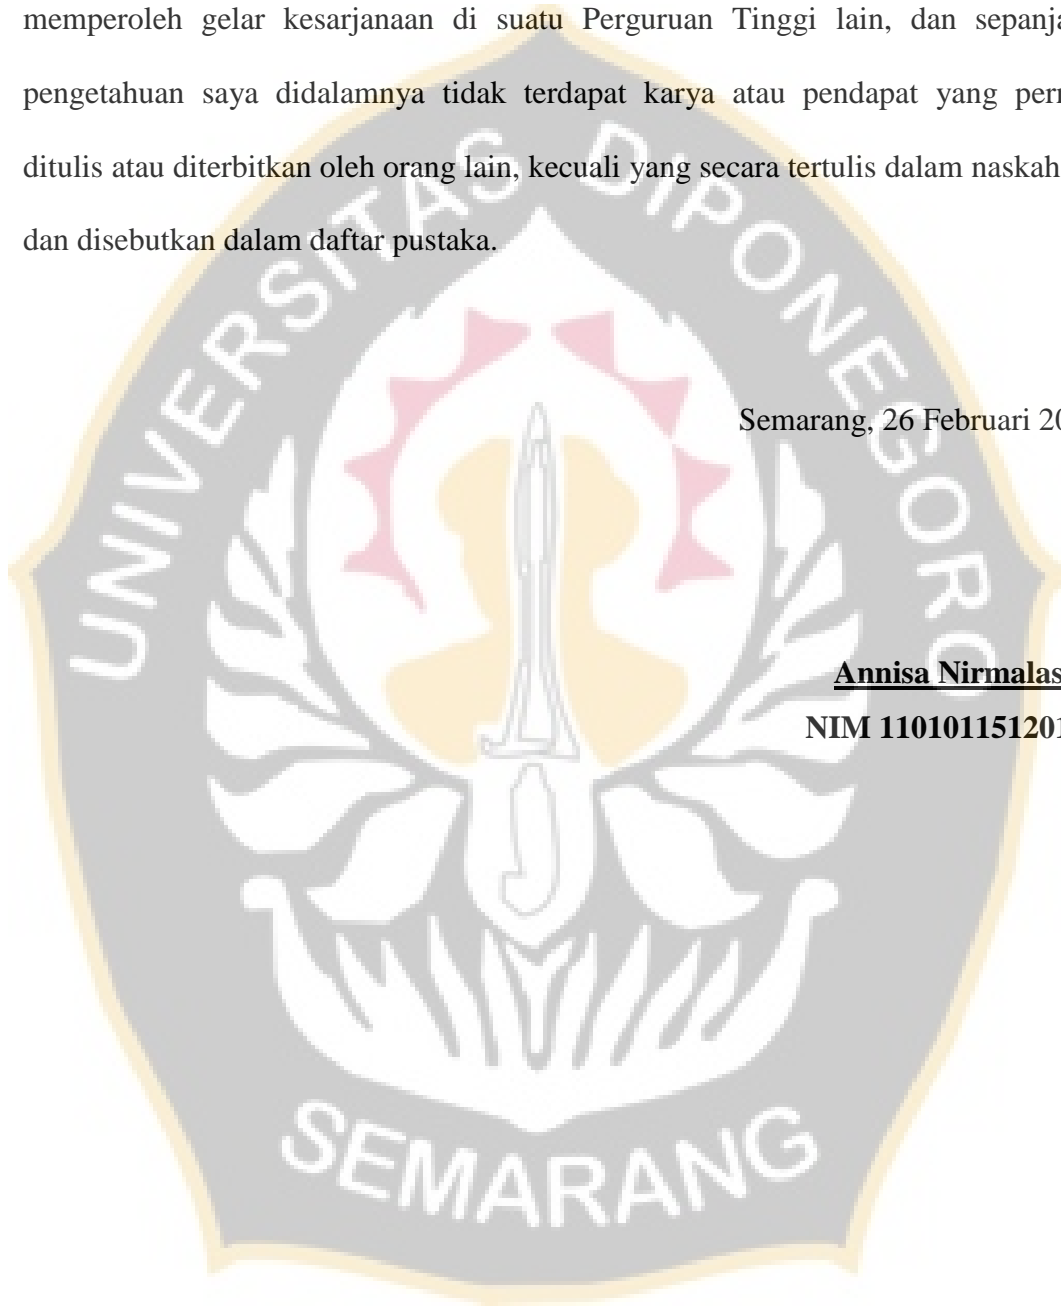 memperoleh gelar kesarjanaan di suatu Perguruan Tinggi lain, dan sepanja
pengetahuan saya didalamnya tidak terdapat karya atau pendapat yang pern
ditulis atau diterbitkan oleh orang lain, kecuali yang secara tertulis dalam naskah
dan disebutkan dalam daftar pustaka.
UNIVERSITAS DIPONEGORO
Semarang, 26 Februari 20
Annisa Nirmalas
NIM 110101151201
SEMARANG